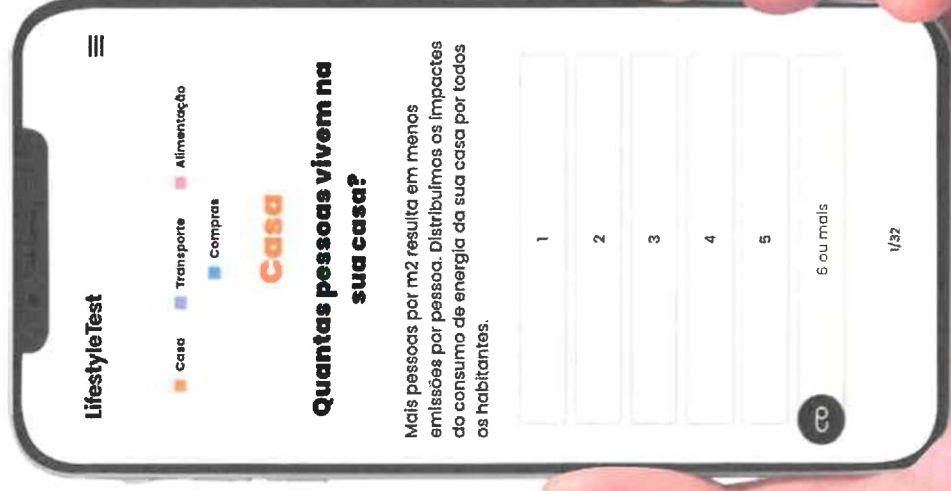 LifestyleTest
Casa
Transporte
Alimentação
Compras
Casa
Quantas pessoas vivem na
sua casa?
Mais pessoas por m2 resulta em menos
emissões por pessoa. Distribuímos os impactes
do consumo de energia da sua casa por todos
os habitantes.
1
2
3
4
5
6 ou mais
1/32